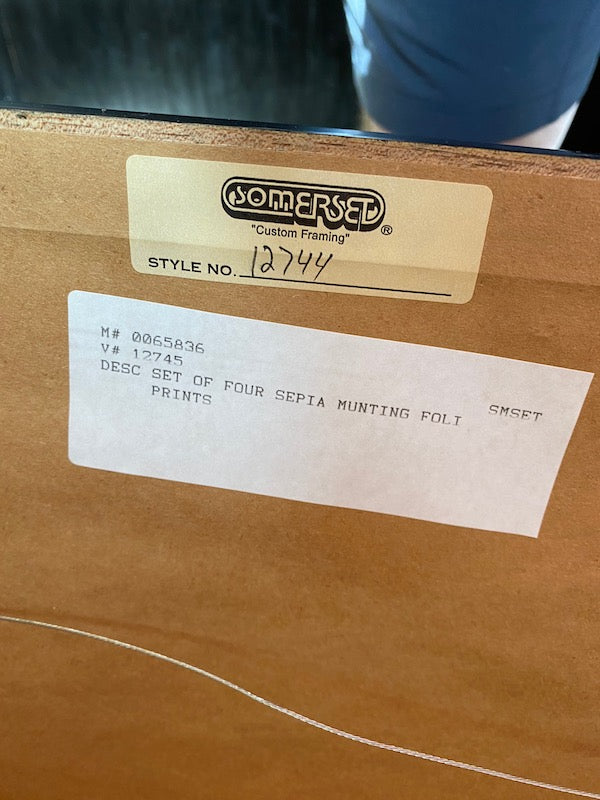 SOMERSET®
"Custom Framing"
STYLE NO. 12744
M# 0065836
V# 12745
DESC SET OF FOUR SEPIA MUNTING FOLI SMSET
PRINTS